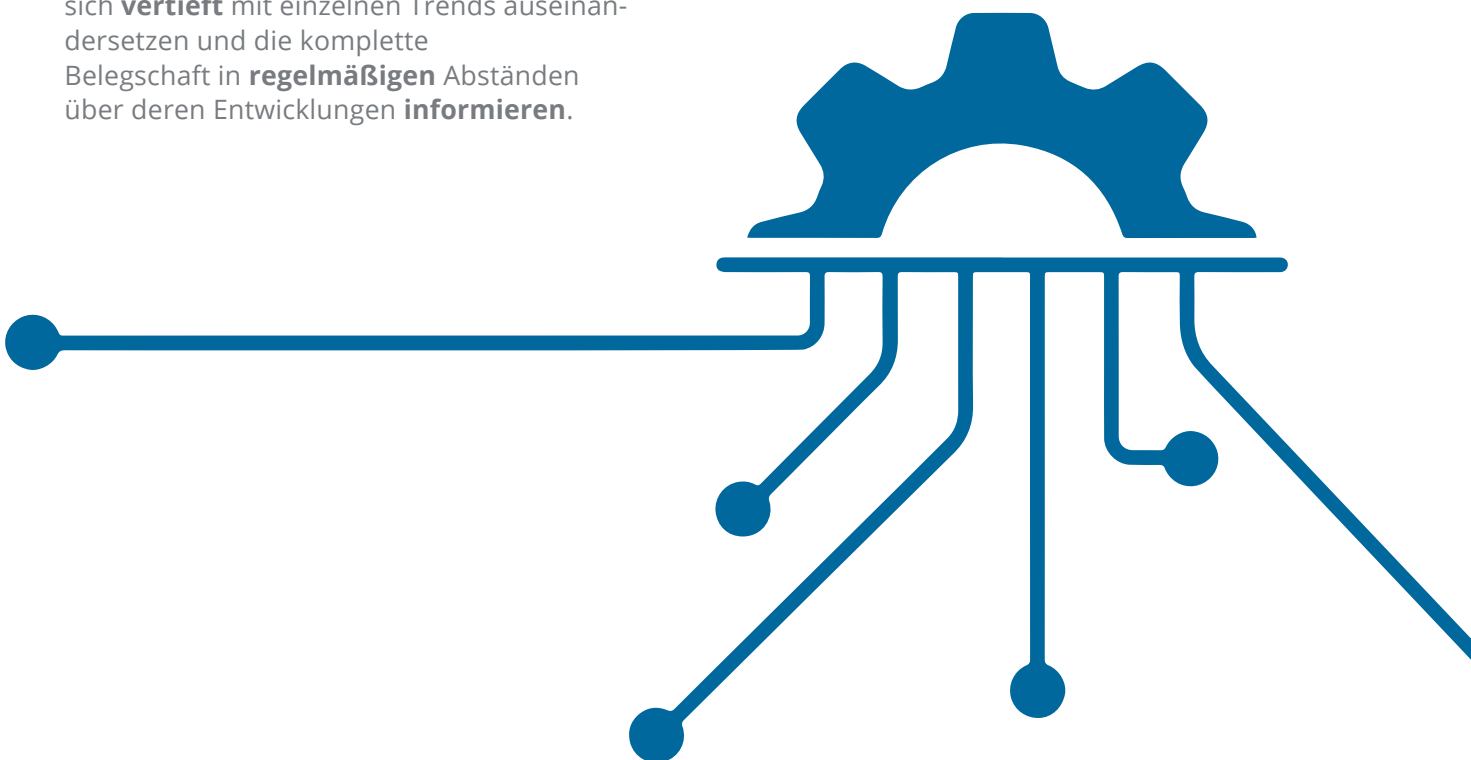 sich vertieft mit einzelnen Trends auseinan-
dersetzen und die komplette
Belegschaft in regelmäßigen Abständen
über deren Entwicklungen informieren.